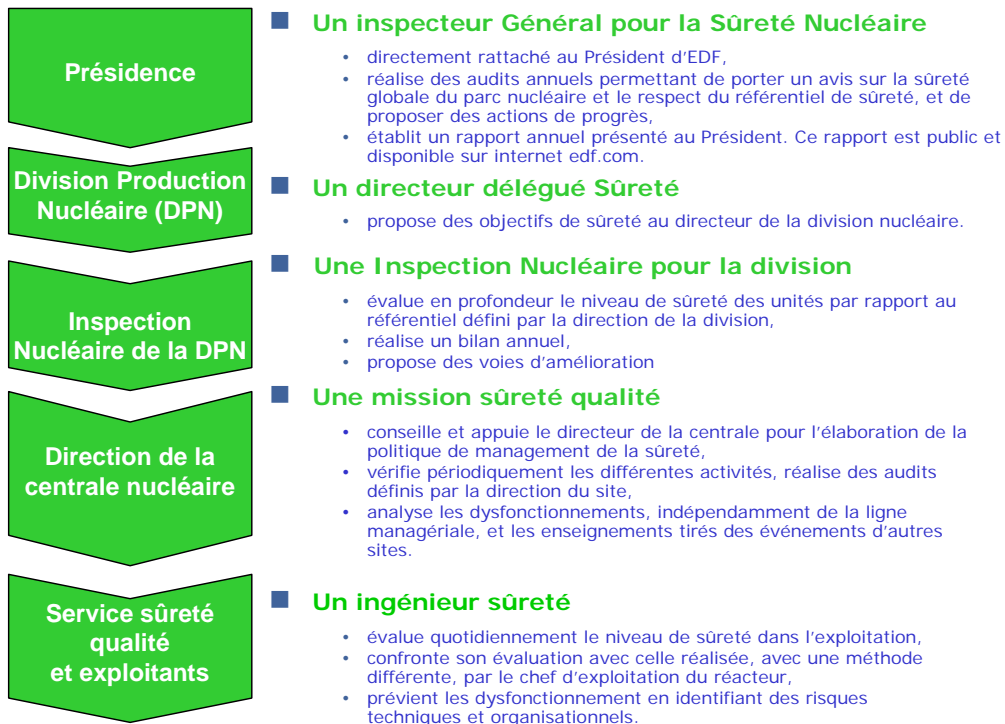 Présidence
Un inspecteur Général pour la Sûreté Nucléaire
• directement rattaché au Président d'EDF,
• réalise des audits annuels permettant de porter un avis sur la sûreté
globale du parc nucléaire et le respect du référentiel de sûreté, et de
proposer des actions de progrès,
• établit un rapport annuel présenté au Président. Ce rapport est public et
disponible sur internet edf.com.
Division Production
Nucléaire (DPN)
Un directeur délégué Sûreté
• propose des objectifs de sûreté au directeur de la division nucléaire.
Inspection
Nucléaire de la DPN
Une Inspection Nucléaire pour la division
• évalue en profondeur le niveau de sûreté des unités par rapport au
référentiel défini par la direction de la division,
• réalise un bilan annuel,
• propose des voies d'amélioration
Direction de la
centrale nucléaire
Une mission sûreté qualité
• conseille et appuie le directeur de la centrale pour l'élaboration de la
politique de management de la sûreté,
• vérifie périodiquement les différentes activités, réalise des audits
définis par la direction du site,
• analyse les dysfonctionnements, indépendamment de la ligne
managériale, et les enseignements tirés des événements d'autres
sites.
Service sûreté
qualité
et exploitants
Un ingénieur sûreté
• évalue quotidiennement le niveau de sûreté dans l'exploitation,
• confronte son évaluation avec celle réalisée, avec une méthode
différente, par le chef d'exploitation du réacteur,
• prévient les dysfonctionnement en identifiant des risques
techniques et organisationnels.